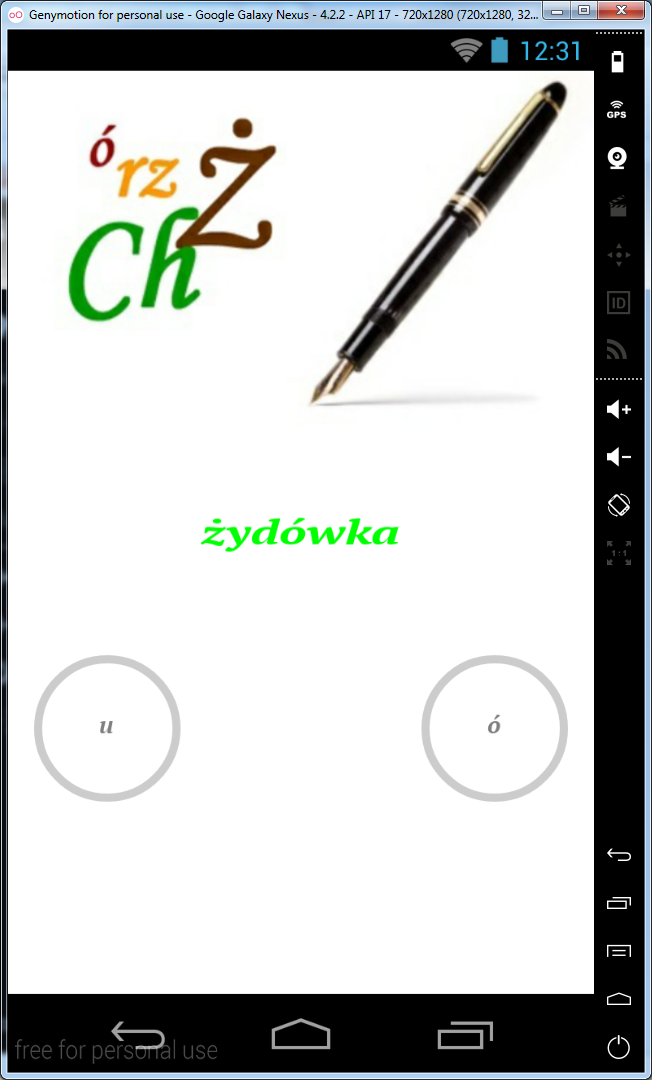 Genymotion for personal use - Google Galaxy Nexus - 4.2.2 - API 17 - 720x1280 (720x1280, 32...
12:31
GPS
ó rz Ż
Ch
ID
żydówka
1:1
u ó
free for personal use